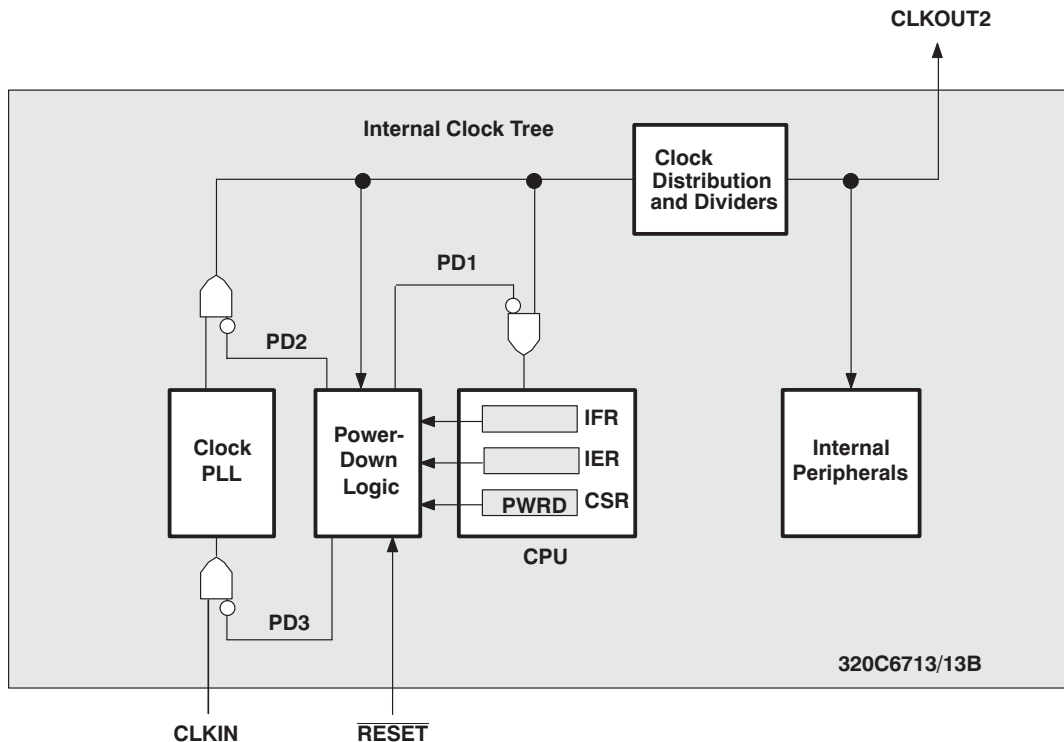 CLKOUT2
Internal Clock Tree
Clock
Distribution
and Dividers
PD1
PD2
Clock
PLL
Power-
Down
Logic
IFR
IER
PWRD CSR
CPU
Internal
Peripherals
PD3
320C6713/13B
CLKIN
RESET